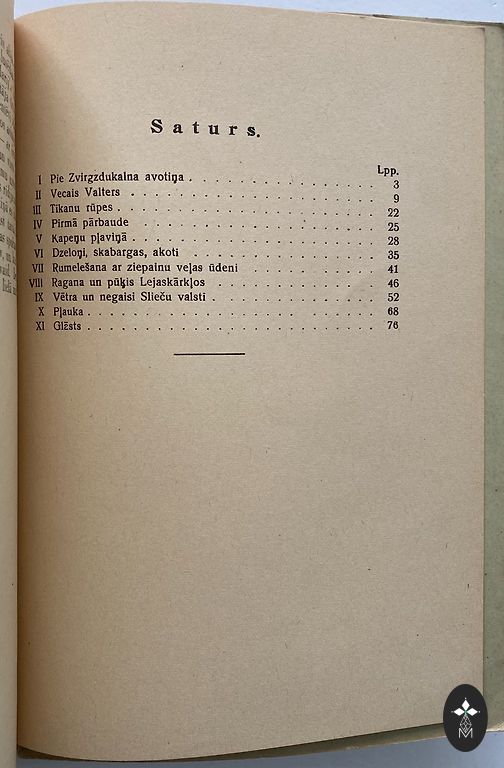 Saturs.
Lpp.
I Pie Zvirgzdukalna avotiņa . . . . . . . . . . . . . . . . 3
II Vecais Valters . . . . . . . . . . . . . . . . . . . . . 9
III Tīkanu rūpes . . . . . . . . . . . . . . . . . . . . . 22
IV Pirmā pārbaude . . . . . . . . . . . . . . . . . . . . 25
V Kapeņu pļaviņā . . . . . . . . . . . . . . . . . . . . 28
VI Dzeloņi, skabargas, akoti . . . . . . . . . . . . . . . 35
VII Rumelešana ar ziepainu veļas ūdeni . . . . . . . . . . 41
VIII Ragana un pūķis Lejaskārkļos . . . . . . . . . . . . . 46
IX Vētra un negaisi Slieču valstī . . . . . . . . . . . . . 52
X Pļauka . . . . . . . . . . . . . . . . . . . . . . . . 68
XI Glžsts . . . . . . . . . . . . . . . . . . . . . . . . 76